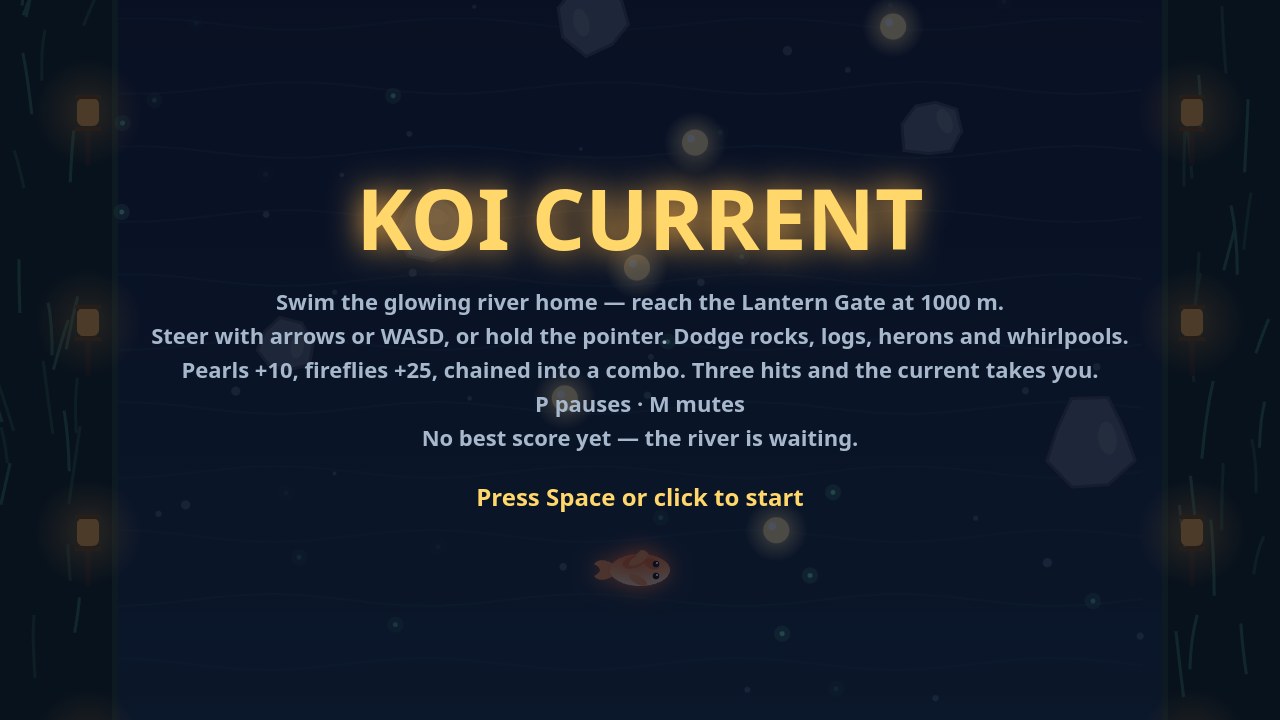 KOI CURRENT
Swim the glowing river home — reach the Lantern Gate at 1000 m.
Steer with arrows or WASD, or hold the pointer. Dodge rocks, logs, herons and whirlpools.
Pearls +10, fireflies +25, chained into a combo. Three hits and the current takes you.
P pauses · M mutes
No best score yet — the river is waiting.
Press Space or click to start